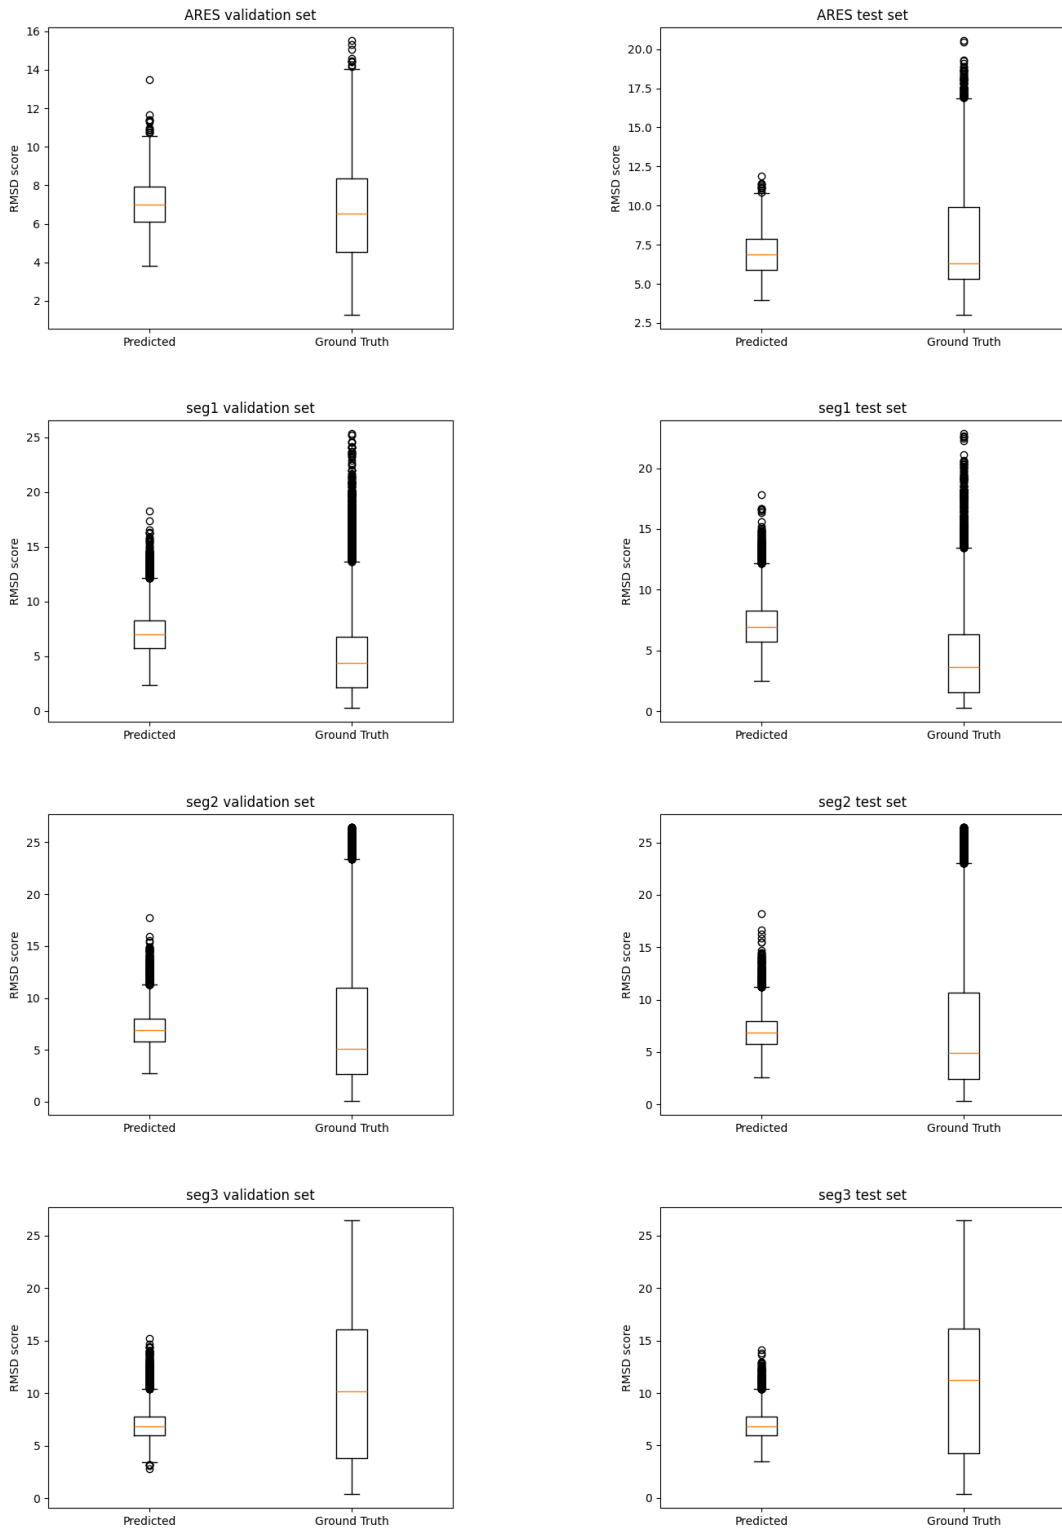 ARES validation set
16
14
12
10
8
6
4
2
RMSD score
Predicted
Ground Truth
ARES test set
20.0
17.5
15.0
12.5
10.0
7.5
5.0
2.5
RMSD score
Predicted
Ground Truth
seg1 validation set
25
20
15
10
5
0
RMSD score
Predicted
Ground Truth
seg1 test set
20
15
10
5
0
RMSD score
Predicted
Ground Truth
seg2 validation set
25
20
15
10
5
0
RMSD score
Predicted
Ground Truth
seg2 test set
25
20
15
10
5
0
RMSD score
Predicted
Ground Truth
seg3 validation set
25
20
15
10
5
0
RMSD score
Predicted
Ground Truth
seg3 test set
25
20
15
10
5
0
RMSD score
Predicted
Ground Truth